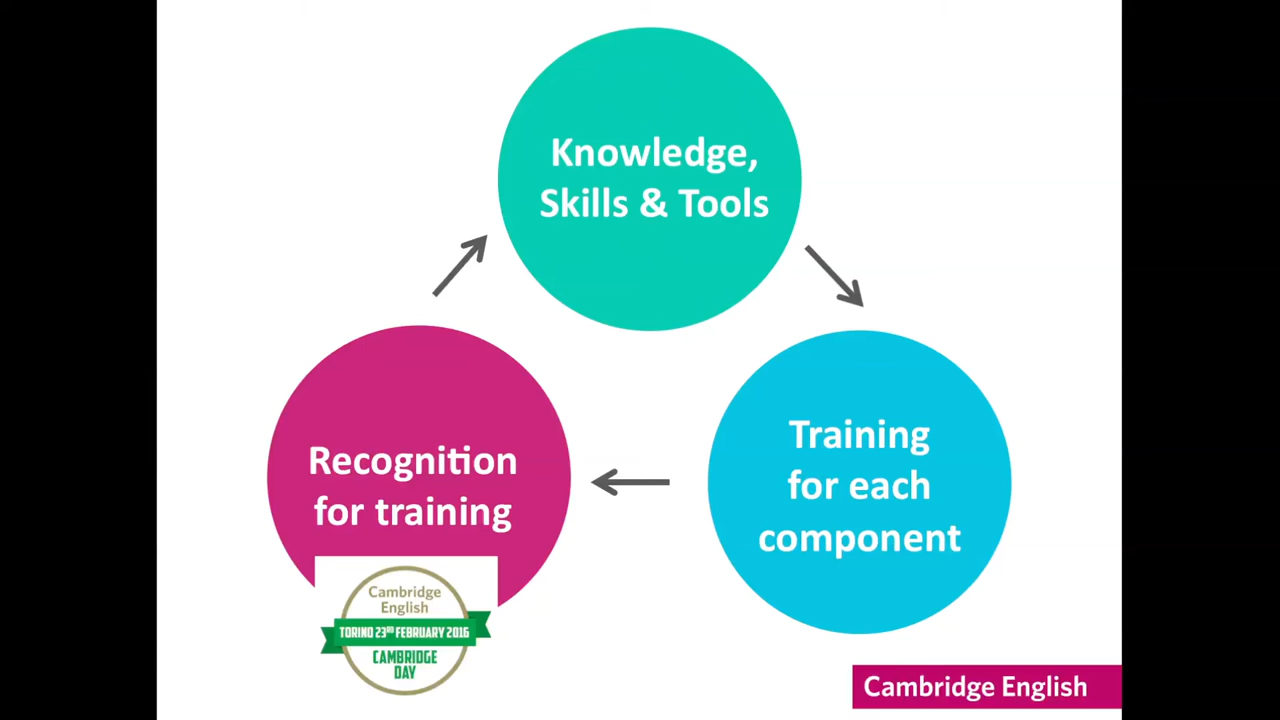 Knowledge,
Skills & Tools
Training
for each
component
Recognition
for training
Cambridge
English
TORINO 23RD FEBRUARY 2016
CAMBRIDGE
DAY
Cambridge English